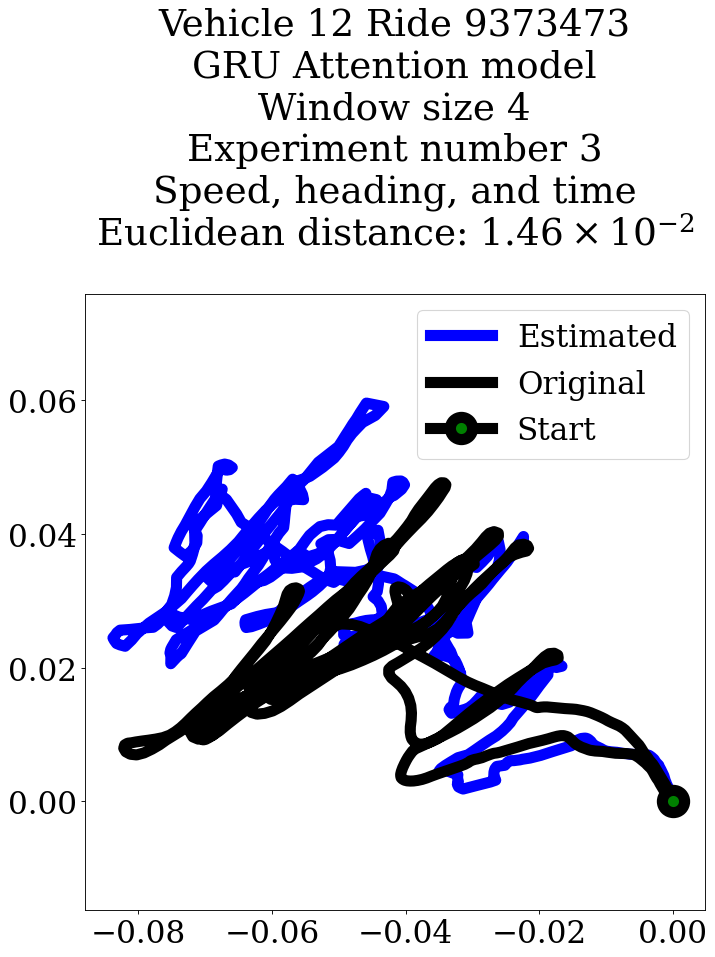 Vehicle 12 Ride 9373473
GRU Attention model
Window size 4
Experiment number 3
Speed, heading, and time
Euclidean distance: 1.46 × 10⁻²
Estimated
Original
Start
0.06
0.04
0.02
0.00
−0.08 −0.06 −0.04 −0.02 0.00